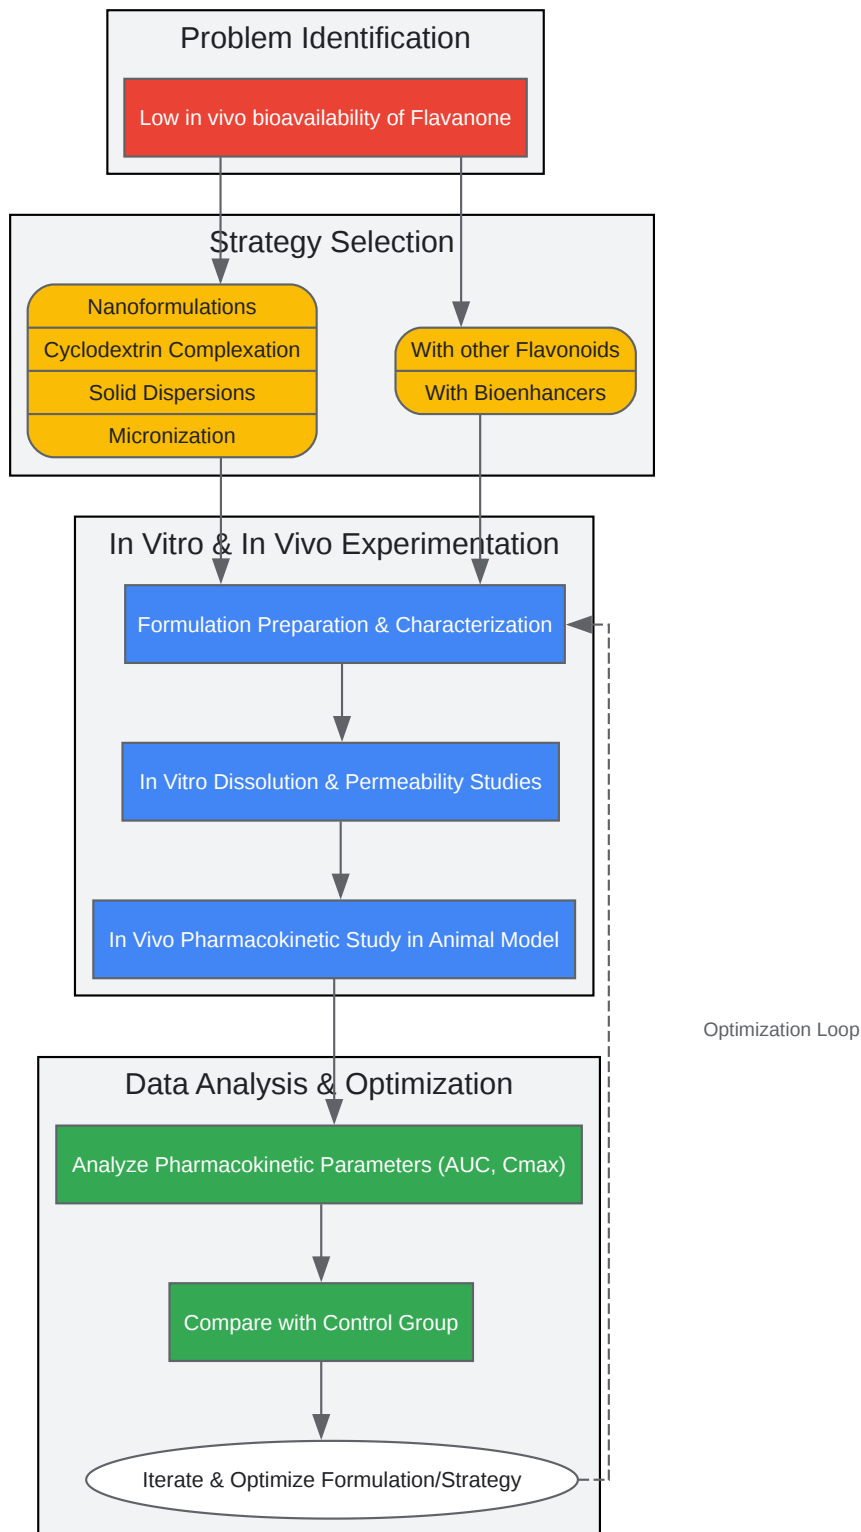 Problem Identification
Low in vivo bioavailability of Flavanone
Strategy Selection
Nanoformulations
Cyclodextrin Complexation
Solid Dispersions
Micronization
With other Flavonoids
With Bioenhancers
In Vitro & In Vivo Experimentation
Formulation Preparation & Characterization
In Vitro Dissolution & Permeability Studies
In Vivo Pharmacokinetic Study in Animal Model
Optimization Loop
Data Analysis & Optimization
Analyze Pharmacokinetic Parameters (AUC, Cmax)
Compare with Control Group
Iterate & Optimize Formulation/Strategy